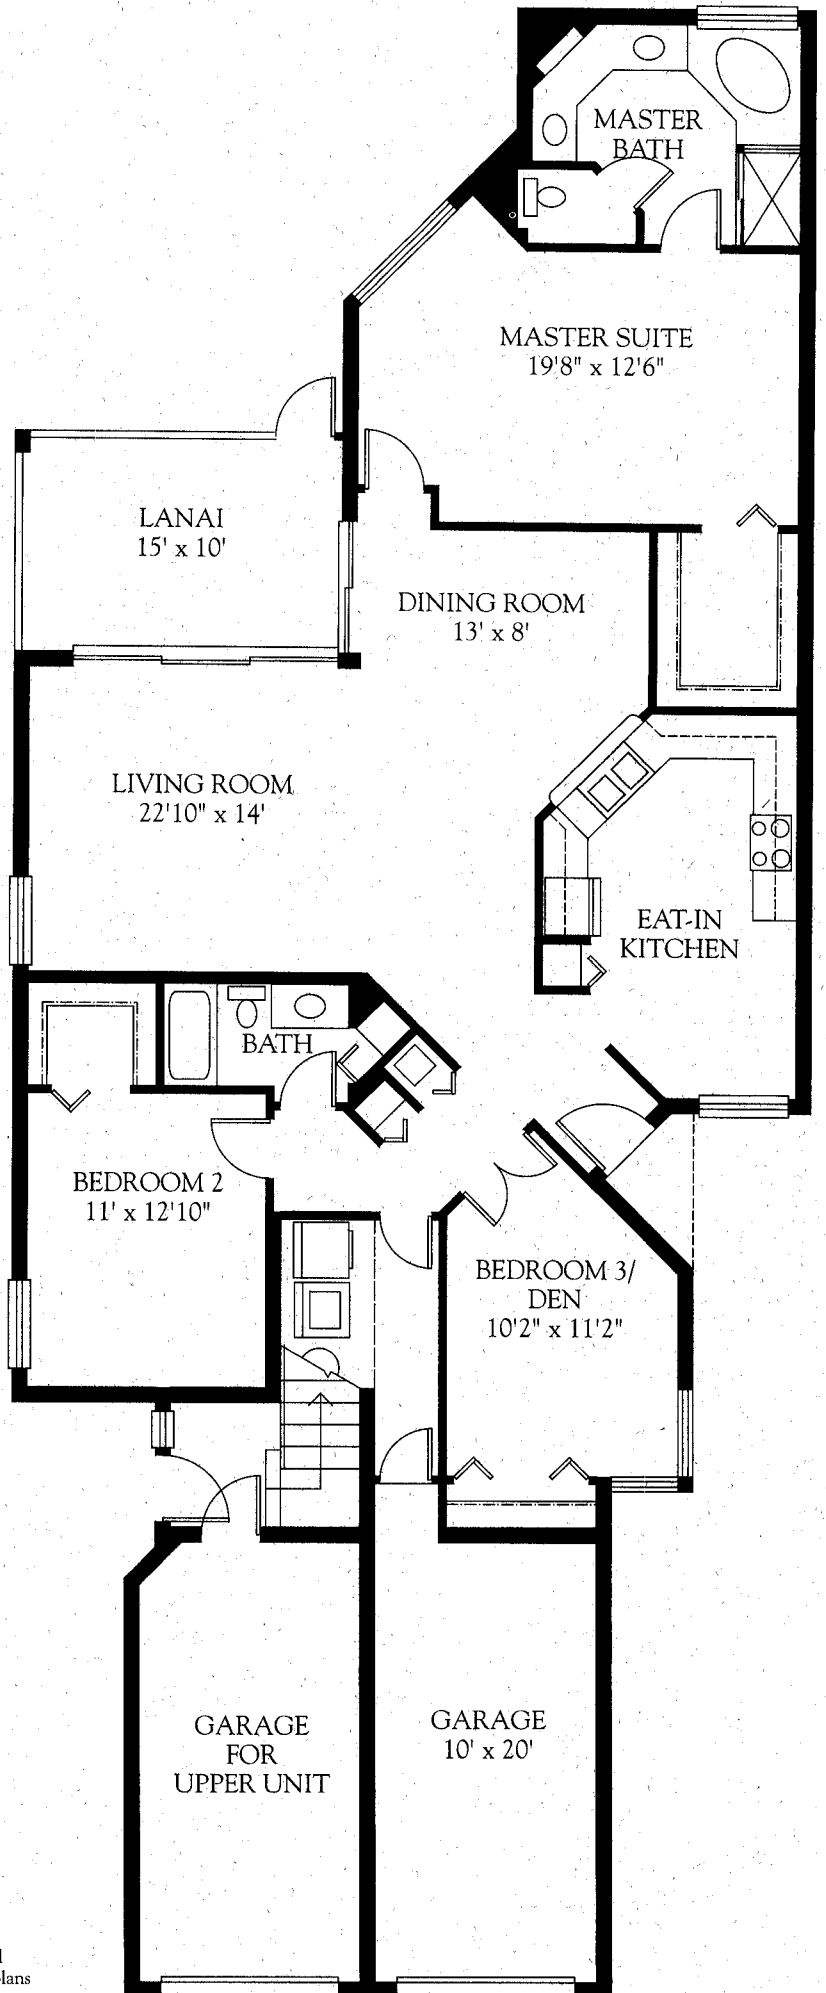 MASTER
BATH
MASTER SUITE
19'8" x 12'6"
LANAI
15' x 10'
DINING ROOM
13' x 8'
LIVING ROOM
22'10" x 14'
EAT-IN
KITCHEN
BATH
BEDROOM 2
11' x 12'10"
BEDROOM 3/
DEN
10'2" x 11'2"
GARAGE
FOR
UPPER UNIT
GARAGE
10' x 20'